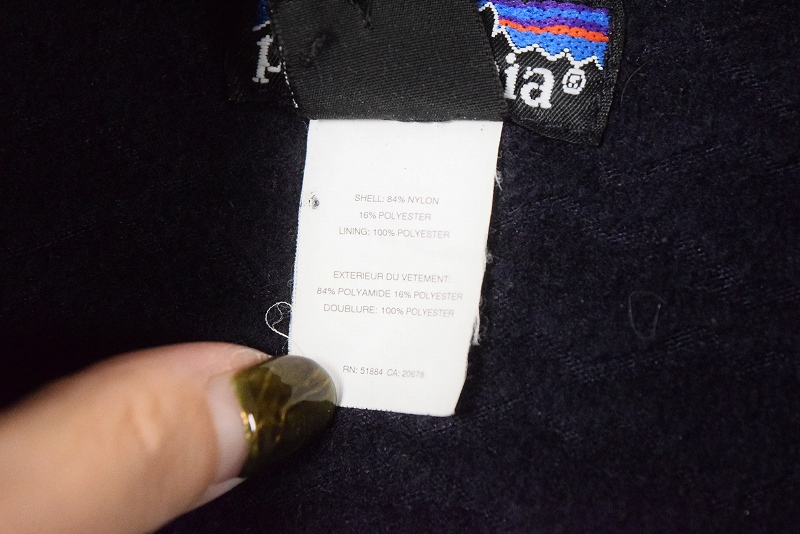 p ia®
SHELL: 84% NYLON
16% POLYESTER
LINING: 100% POLYESTER
EXTERIEUR DU VETEMENT:
84% POLYAMIDE 16% POLYESTER
DOUBLURE: 100% POLYESTER
RN: 51884 CA: 20678